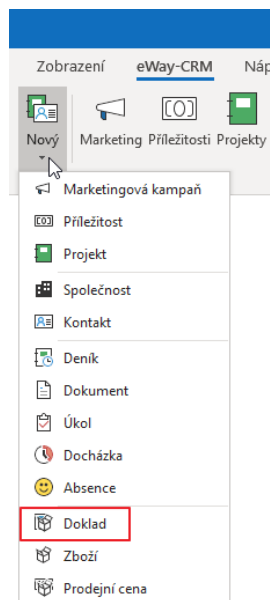 Zobrazení eWay-CRM Náp
Nový Marketing Příležitosti Projekty
Marketingová kampaň
Příležitost
Projekt
Společnost
Kontakt
Deník
Dokument
Úkol
Docházka
Absence
Doklad
Zboží
Prodejní cena